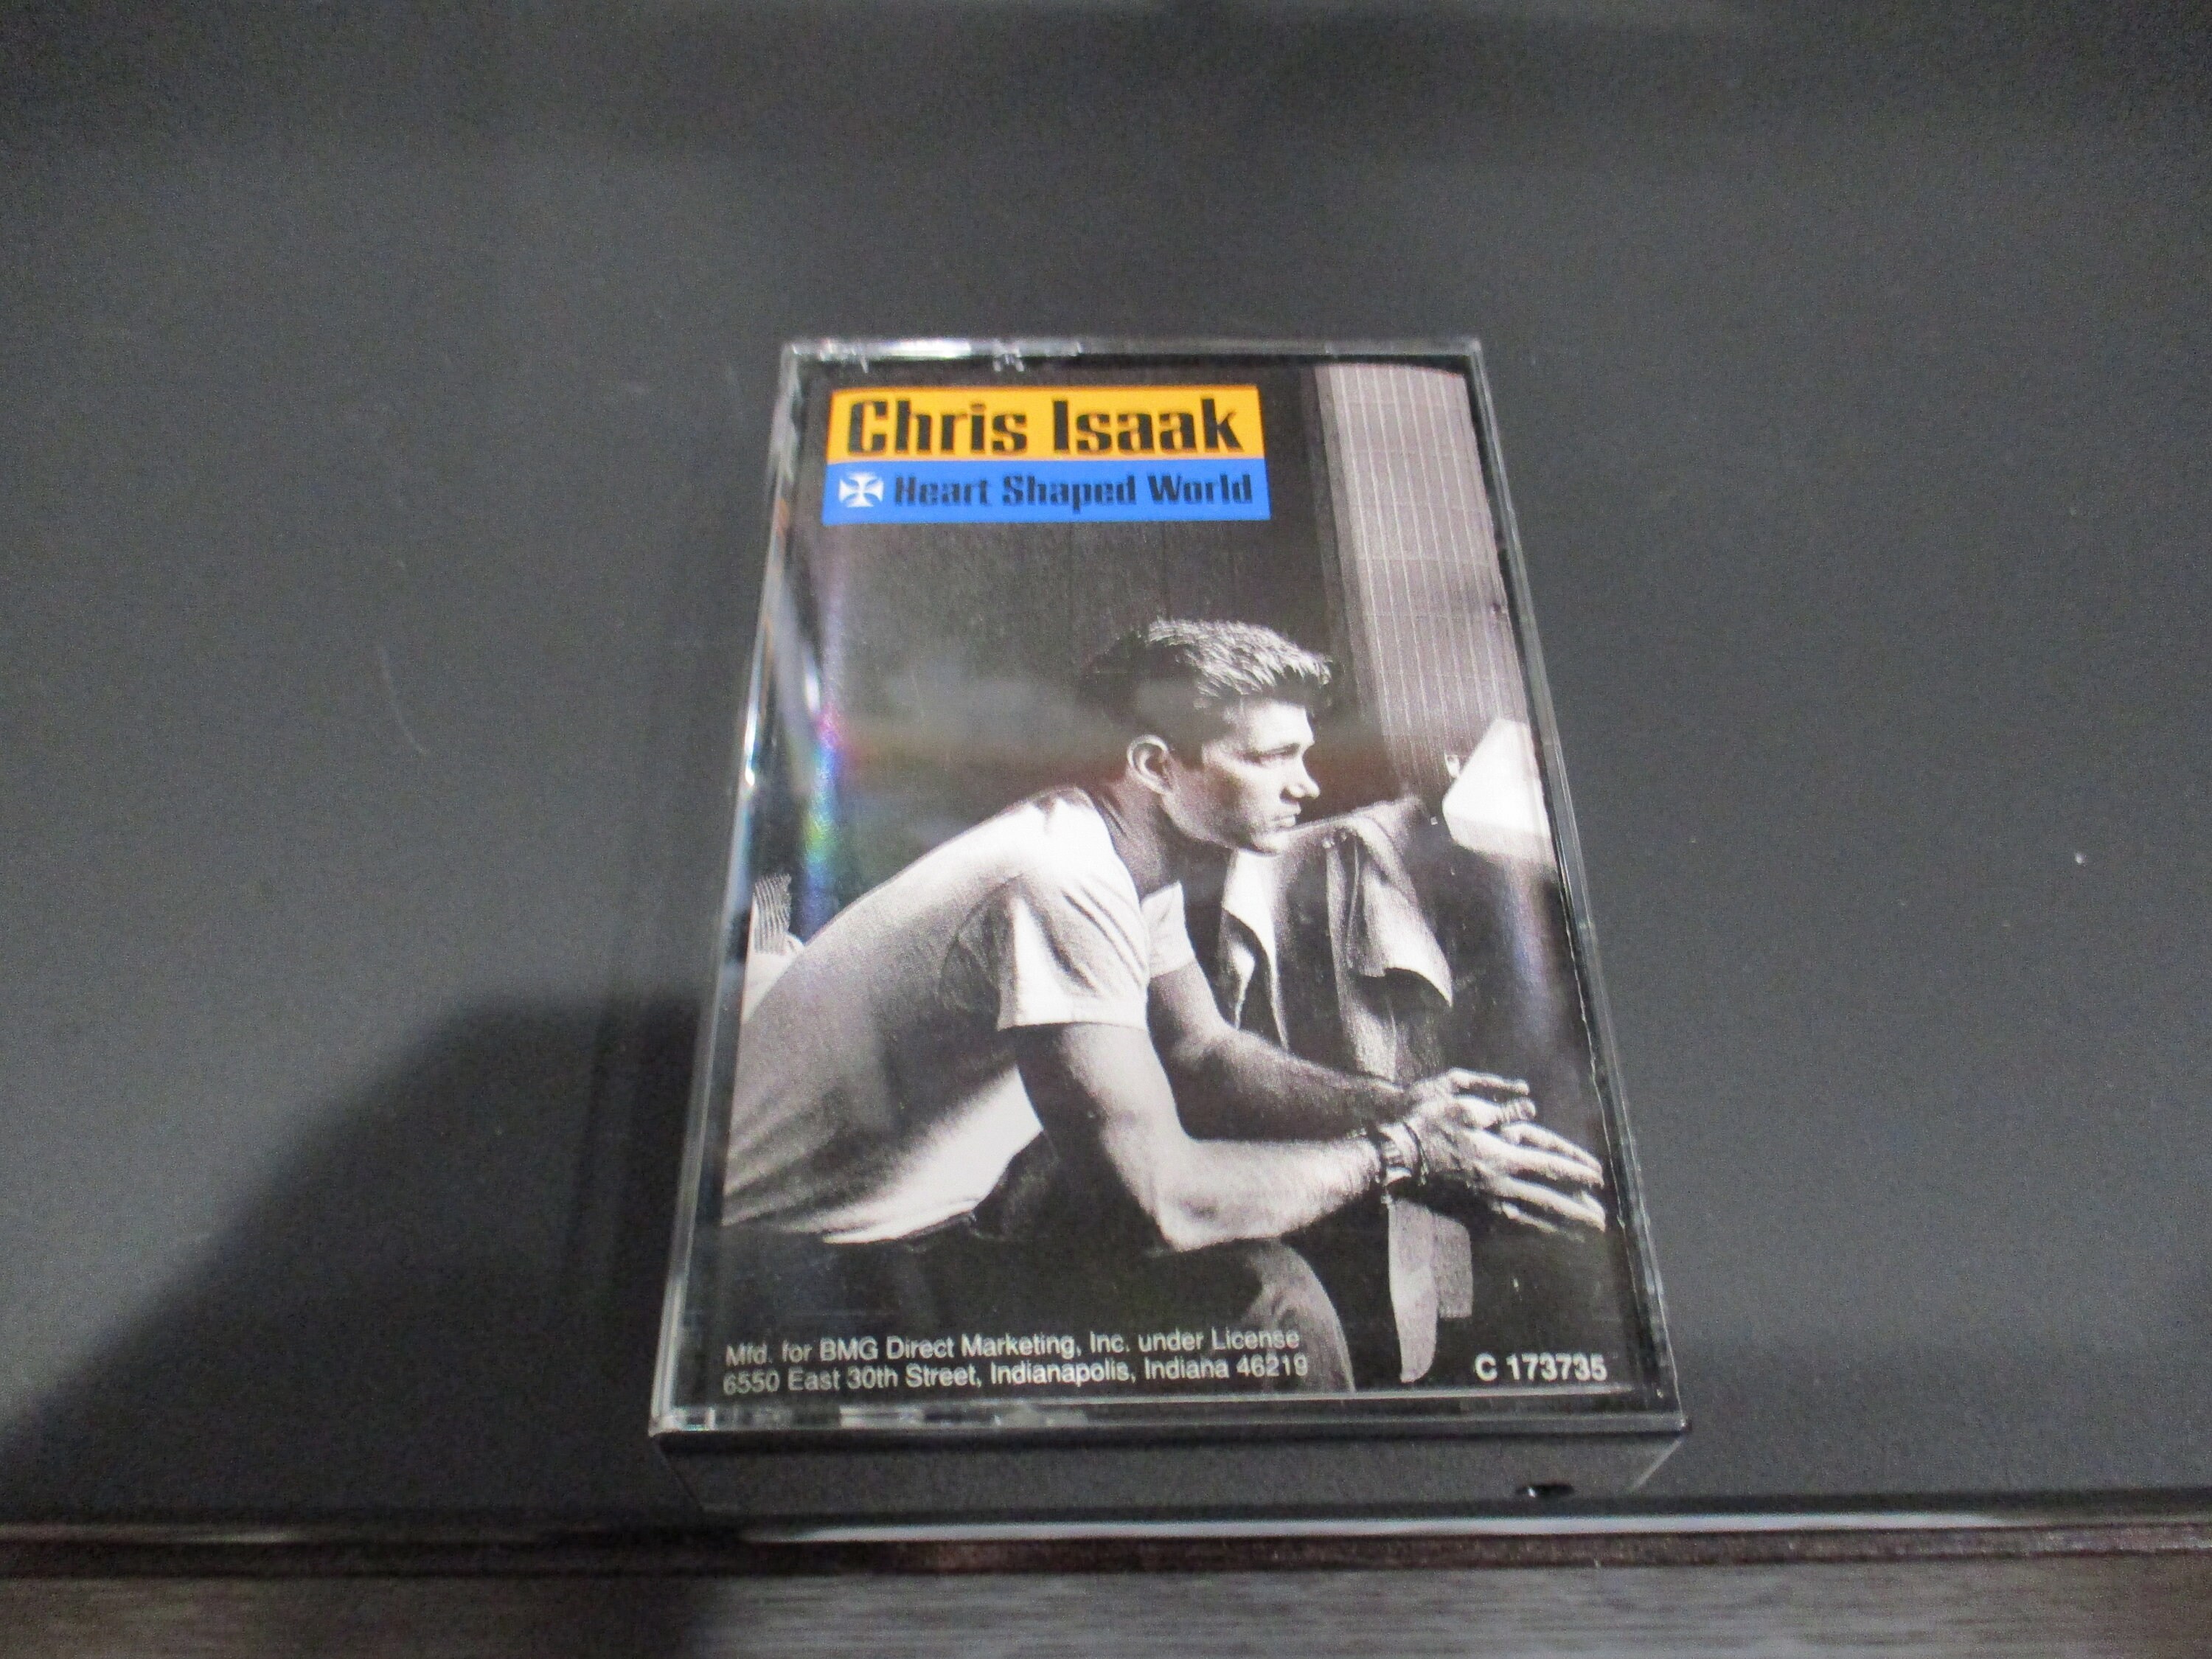 Chris Isaak
Heart Shaped World
Mfd. for BMG Direct Marketing, Inc. under License
6550 East 30th Street, Indianapolis, Indiana 46219
C 173735